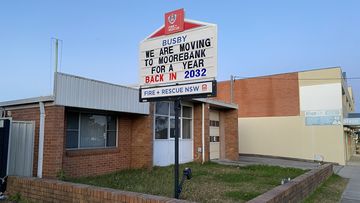 BUSBY
WE ARE MOVING
TO MOOREBANK
FOR A YEAR
BACK IN 2032
FIRE + RESCUE NSW